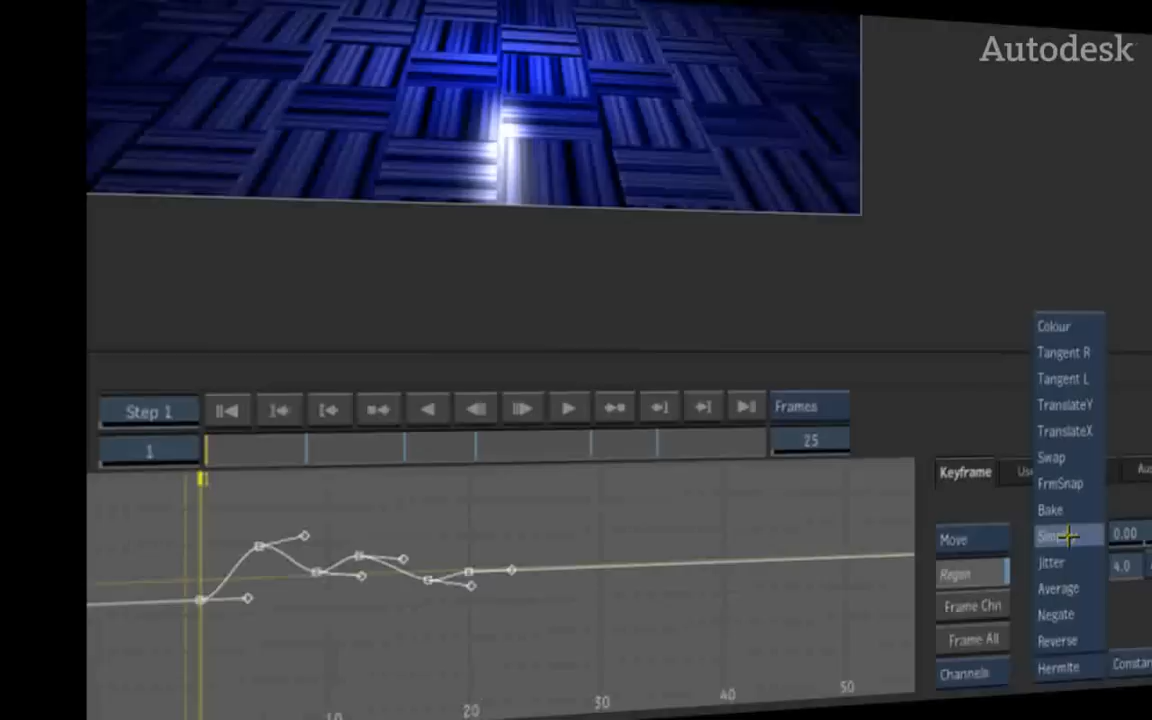 Autodesk
Colour
Tangent R
Tangent L
TranslateY
TranslateX
Swap
FrmSnap
Bake
Jitter
Average
Negate
Reverse
Hermite
Step 1
Frames
1
25
Keyframe
Move
Region
Frame Chn
Frame All
Channels
0.00
4.0
10
20
30
40
50